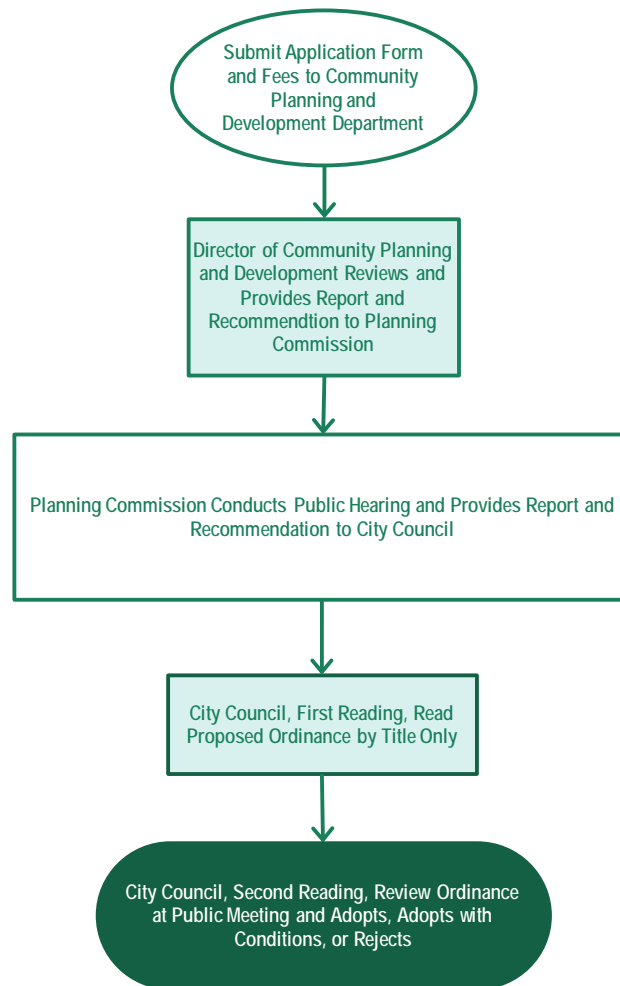 Submit Application Form
and Fees to Community
Planning and
Development Department
Director of Community Planning
and Development Reviews and
Provides Report and
Recommendtion to Planning
Commission
Planning Commission Conducts Public Hearing and Provides Report and
Recommendation to City Council
City Council, First Reading, Read
Proposed Ordinance by Title Only
City Council, Second Reading, Review Ordinance
at Public Meeting and Adopts, Adopts with
Conditions, or Rejects